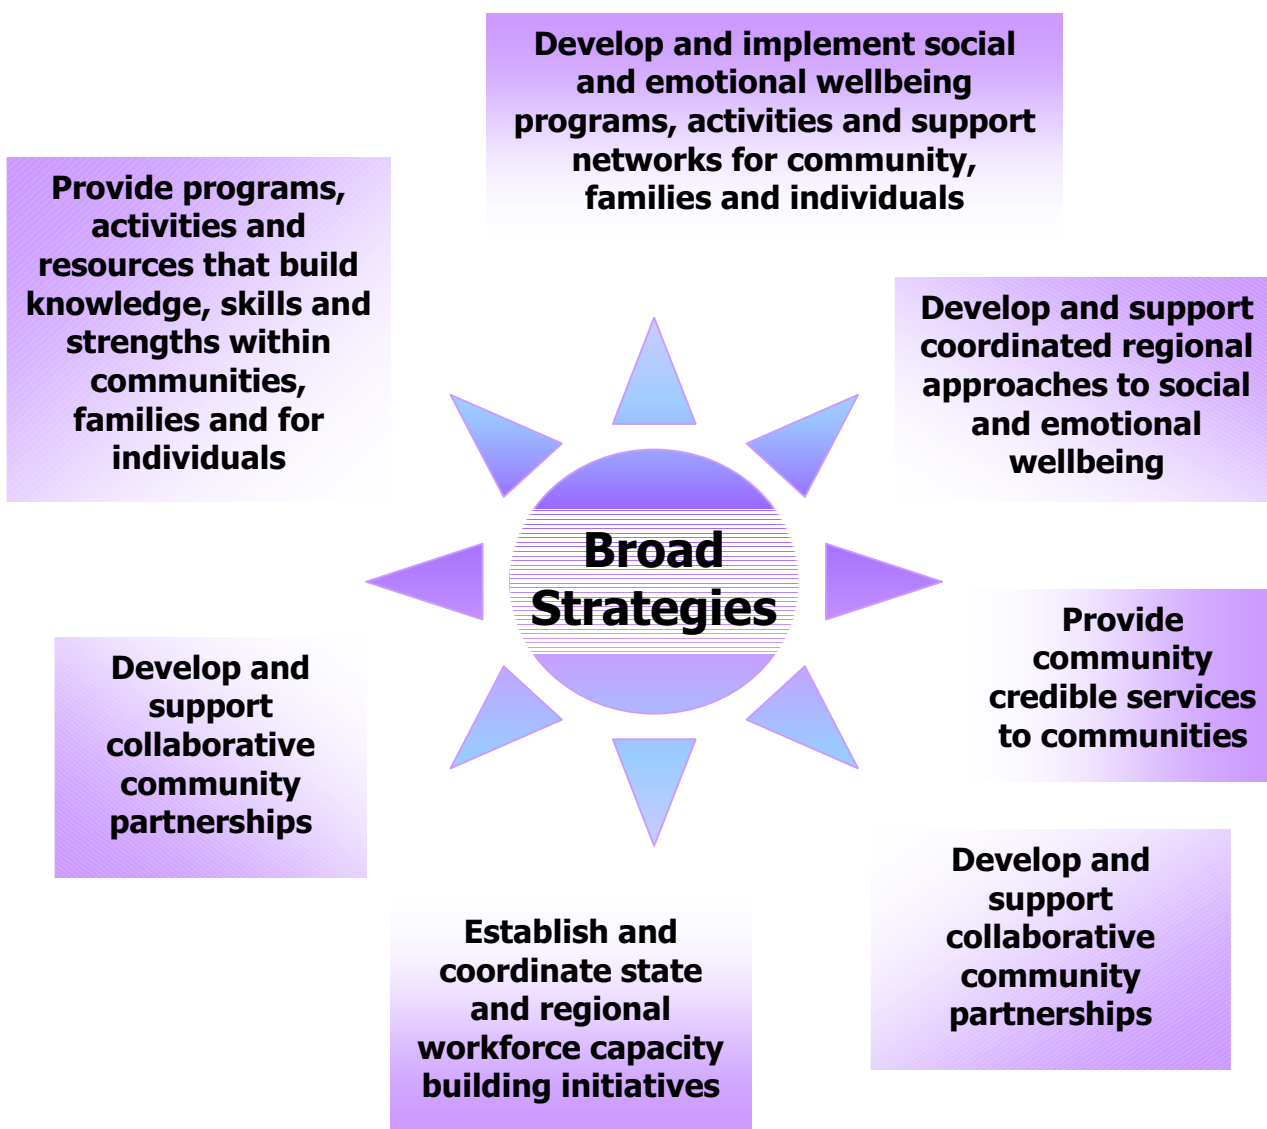 Develop and implement social
and emotional wellbeing
programs, activities and support
networks for community,
families and individuals
Provide programs,
activities and
resources that build
knowledge, skills and
strengths within
communities,
families and for
individuals
Develop and support
coordinated regional
approaches to social
and emotional
wellbeing
Broad
Strategies
Provide
community
credible services
to communities
Develop and
support
collaborative
community
partnerships
Develop and
support
collaborative
community
partnerships
Establish and
coordinate state
and regional
workforce capacity
building initiatives